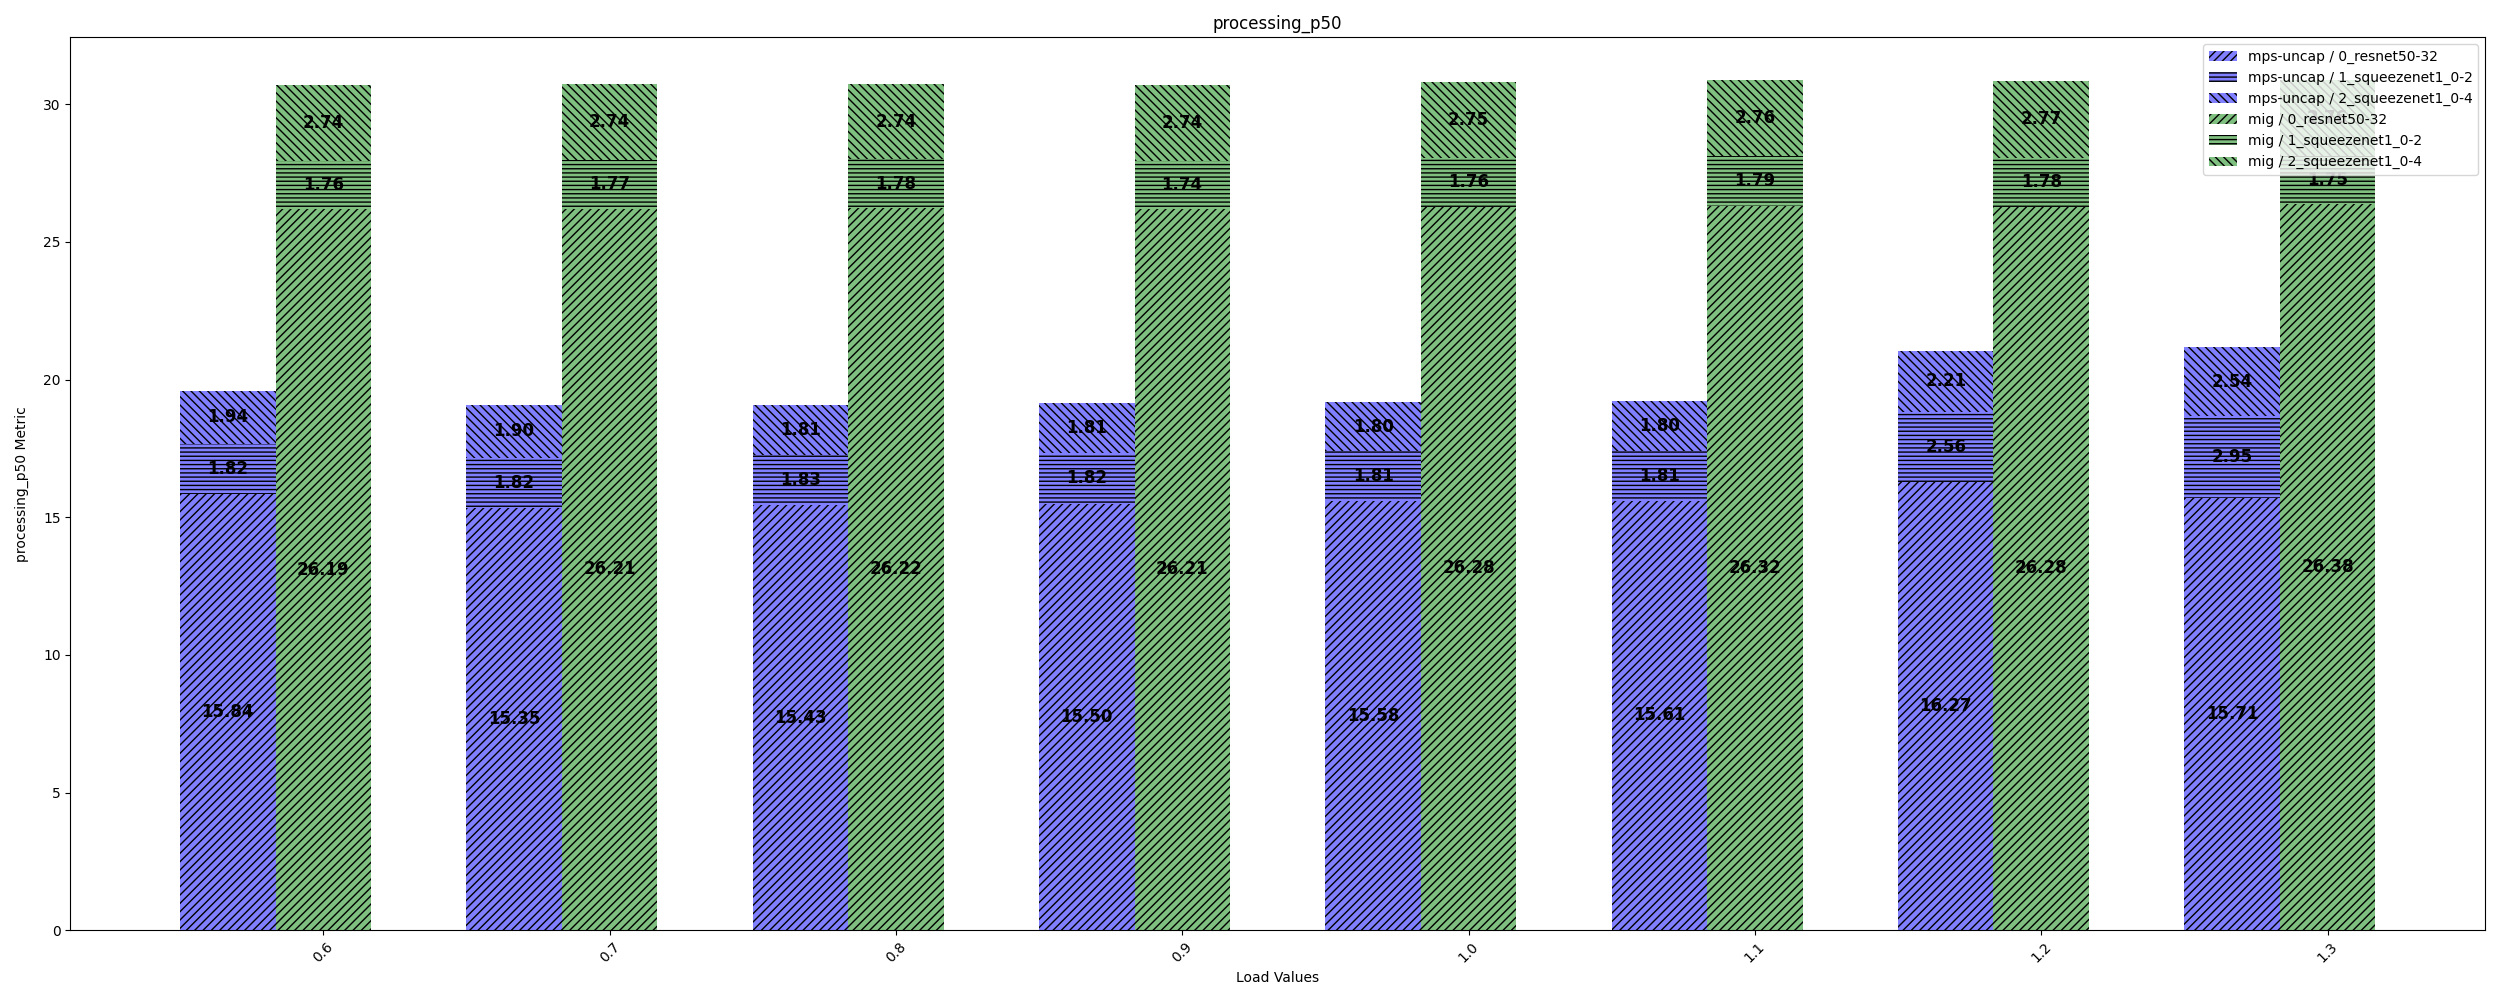 processing_p50
mps-uncap / 0_resnet50-32
mps-uncap / 1_squeezenet1_0-2
mps-uncap / 2_squeezenet1_0-4
mig / 0_resnet50-32
mig / 1_squeezenet1_0-2
mig / 2_squeezenet1_0-4
processing_p50 Metric
30
25
20
15
10
5
0
2.74 2.74 2.74 2.74 2.75 2.76 2.77
1.76 1.77 1.78 1.74 1.76 1.79 1.78 1.75
1.94 1.90 1.81 1.81 1.80 1.80 2.21 2.54
1.82 1.82 1.83 1.82 1.81 1.81 2.56 2.95
26.19 26.21 26.22 26.21 26.28 26.32 26.28 26.38
15.84 15.35 15.43 15.50 15.58 15.61 16.27 15.71
0.6 0.7 0.8 0.9 1.0 1.1 1.2 1.3
Load Values